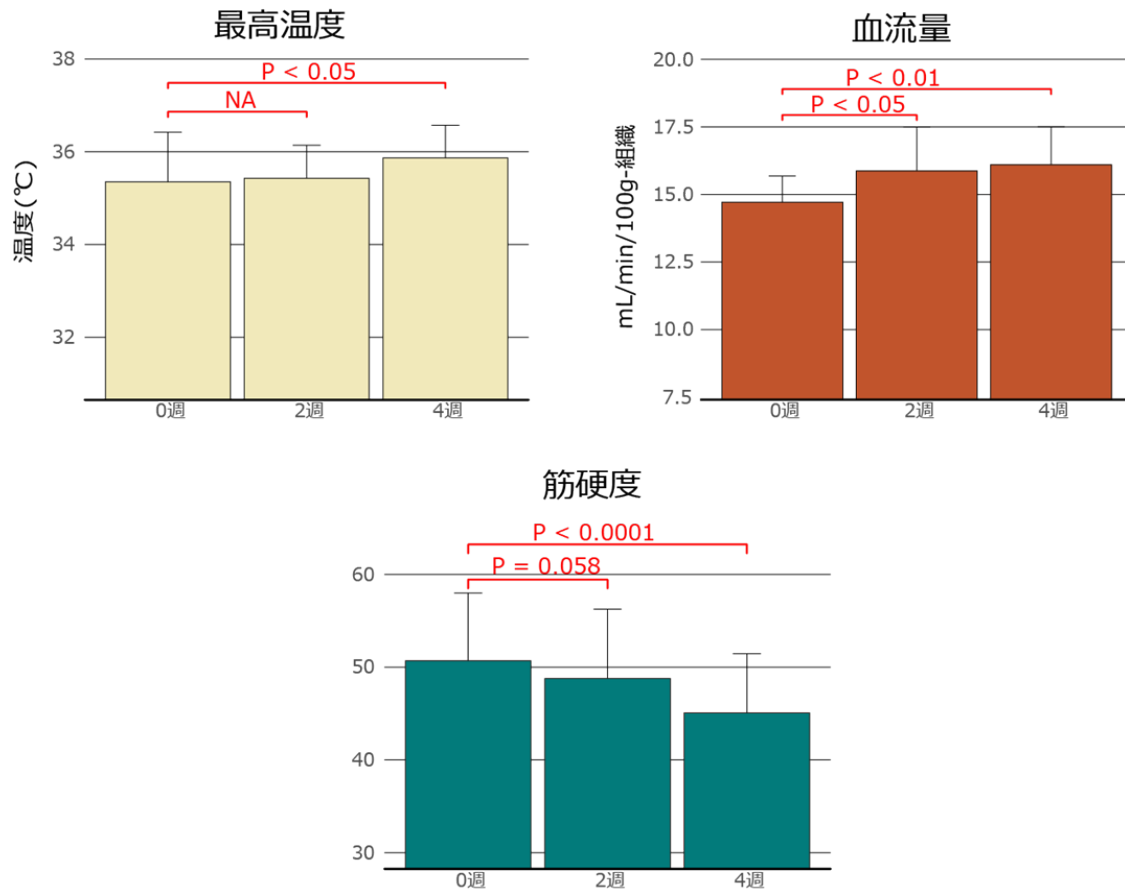 最高温度
38
36
34
32
温度(℃)
P < 0.05
NA
0週
2週
4週
血流量
20.0
17.5
15.0
12.5
10.0
7.5
mL/min/100g-組織
P < 0.01
P < 0.05
0週
2週
4週
筋硬度
P < 0.0001
P = 0.058
60
50
40
30
0週
2週
4週